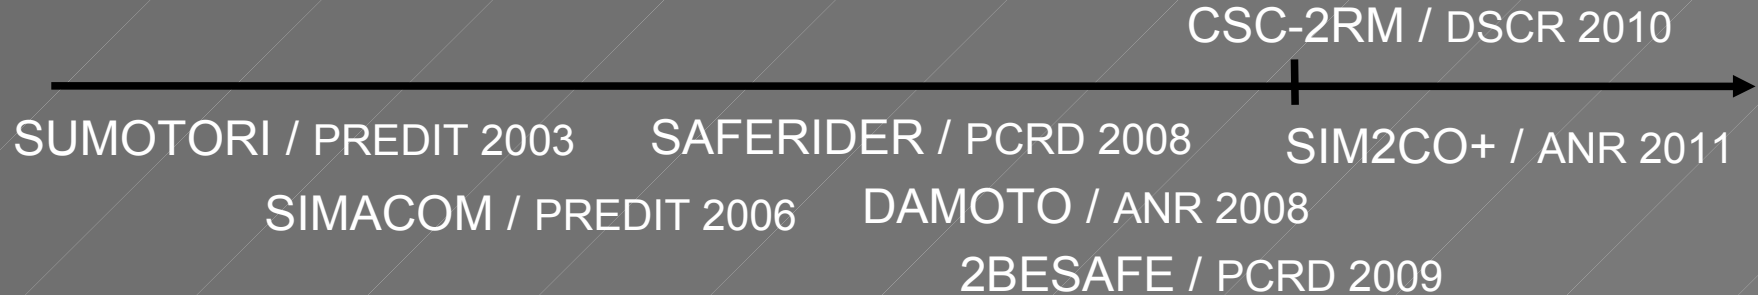 CSC-2RM / DSCR 2010
SUMOTORI / PREDIT 2003
SAFERIDER / PCRD 2008
SIM2CO+ / ANR 2011
SIMACOM / PREDIT 2006
DAMOTO / ANR 2008
2BESAFE / PCRD 2009